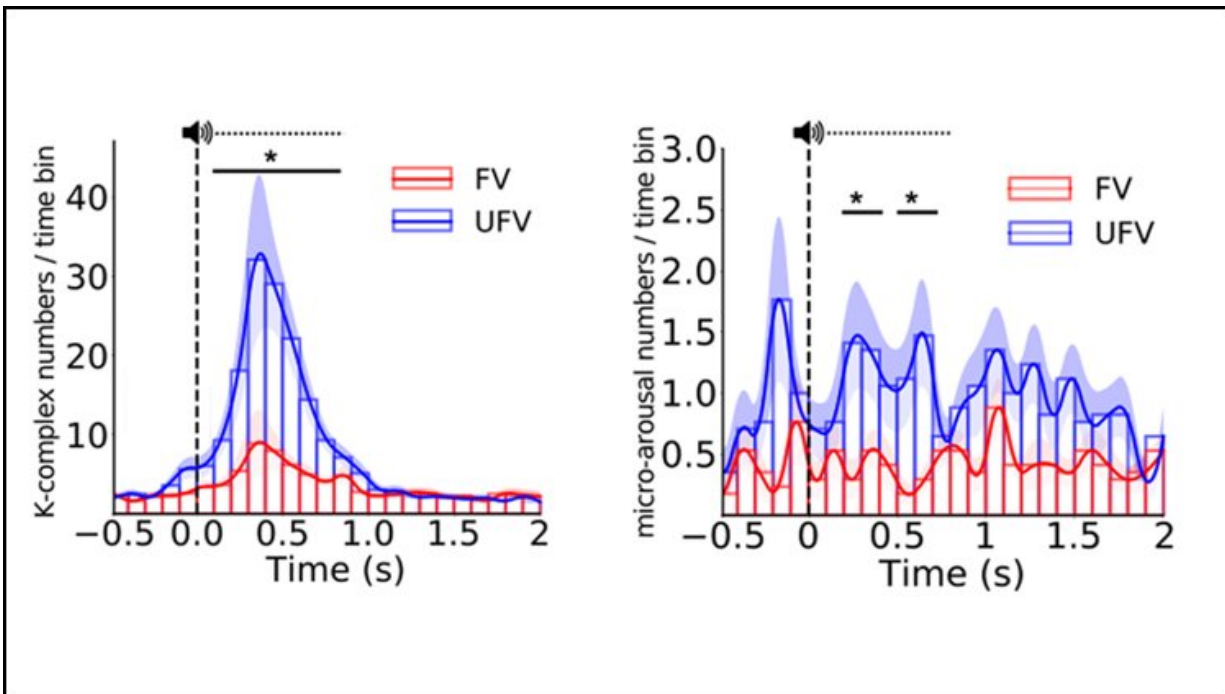 K-complex numbers / time bin
40
30
20
10
*
FV
UFV
−0.5 0.0 0.5 1.0 1.5 2
Time (s)
micro-arousal numbers / time bin
3.0
2.5
2.0
1.5
1.0
0.5
* *
FV
UFV
−0.5 0 0.5 1 1.5 2
Time (s)